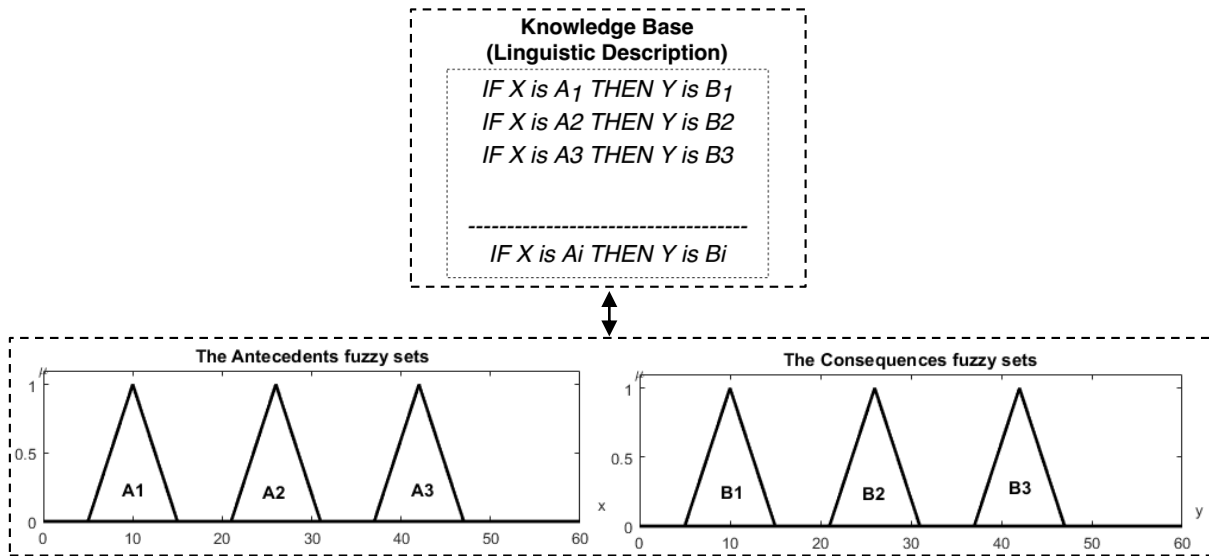 Knowledge Base
(Linguistic Description)
IF X is A1 THEN Y is B1
IF X is A2 THEN Y is B2
IF X is A3 THEN Y is B3
------------------------------------
IF X is Ai THEN Y is Bi
The Antecedents fuzzy sets
1
0.5
0
A1
A2
A3
x
0 10 20 30 40 50 60
The Consequences fuzzy sets
1
0.5
0
B1
B2
B3
y
0 10 20 30 40 50 60